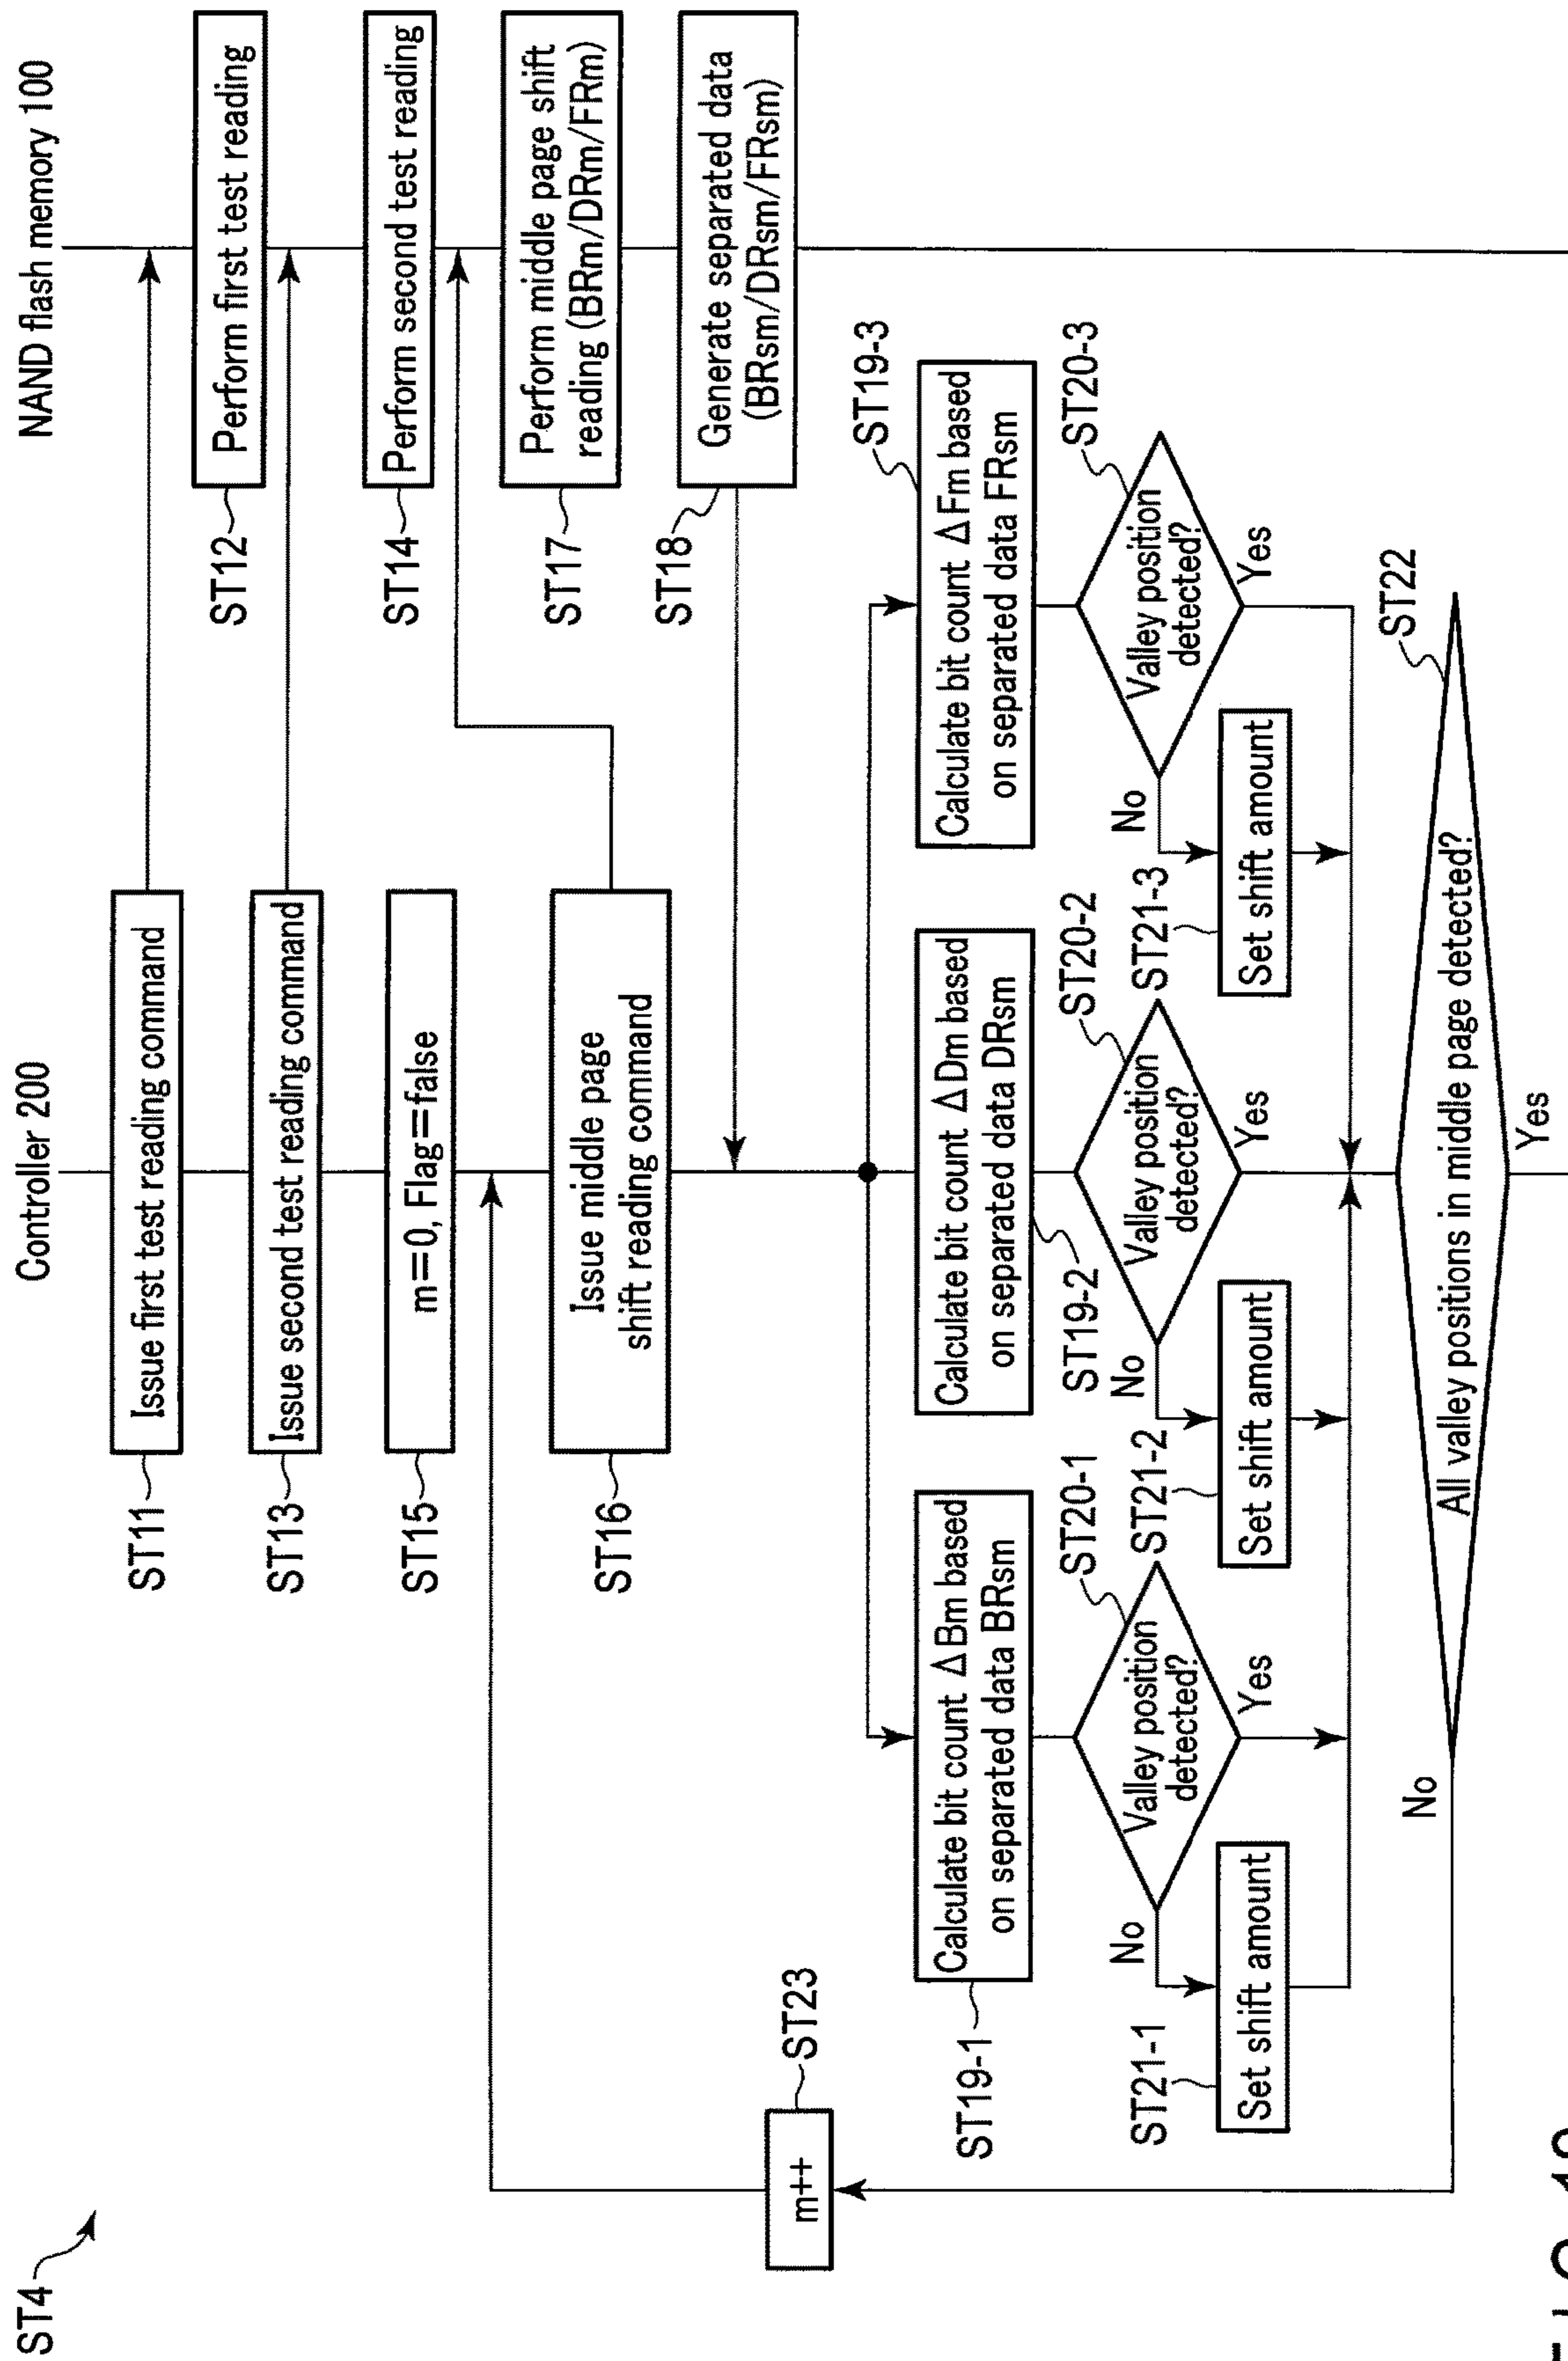 ST4
Controller 200
NAND flash memory 100
ST11
Issue first test reading command
ST12
Perform first test reading
ST13
Issue second test reading command
ST14
Perform second test reading
ST15
m=0, Flag=false
ST16
Issue middle page
shift reading command
ST17
Perform middle page shift
reading (BRm/DRm/FRm)
ST18
Generate separated data
(BRsm/DRsm/FRsm)
ST23
m++
ST19-1
Calculate bit count ΔBm based
on separated data BRsm
ST19-2
Calculate bit count ΔDm based
on separated data DRsm
ST19-3
Calculate bit count ΔFm based
on separated data FRsm
ST20-1
Valley position
detected?
No
Yes
ST20-2
Valley position
detected?
No
Yes
ST20-3
Valley position
detected?
No
Yes
ST21-1
Set shift amount
ST21-2
Set shift amount
ST21-3
Set shift amount
ST22
All valley positions in middle page detected?
No
Yes